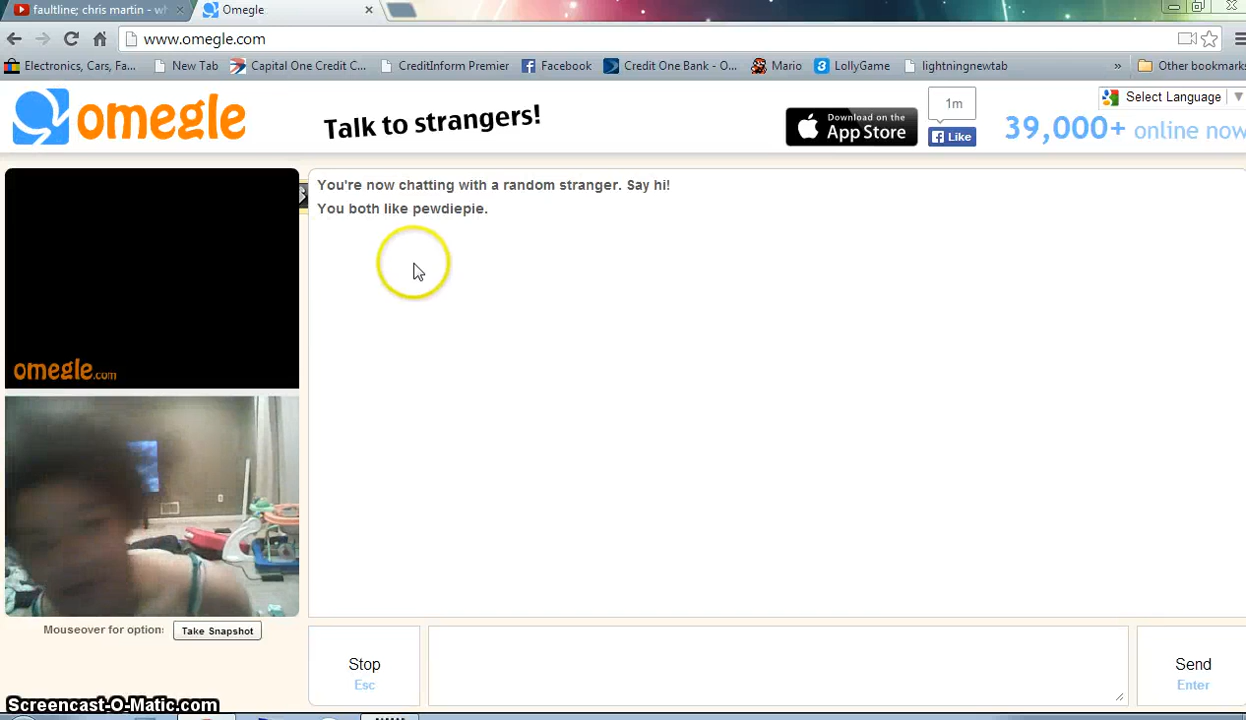 faultline; chris martin - wh
Omegle
www.omegle.com
Electronics, Cars, Fa...
New Tab
Capital One Credit C...
CreditInform Premier
Facebook
Credit One Bank - O...
Mario
LollyGame
lightningnewtab
»
Other bookmarks
omegle
Talk to strangers!
Download on the
App Store
1m
Like
Select Language
39,000+ online now
You're now chatting with a random stranger. Say hi!
You both like pewdiepie.
omegle.com
Mouseover for option:
Take Snapshot
Stop
Esc
Send
Enter
Screencast-O-Matic.com